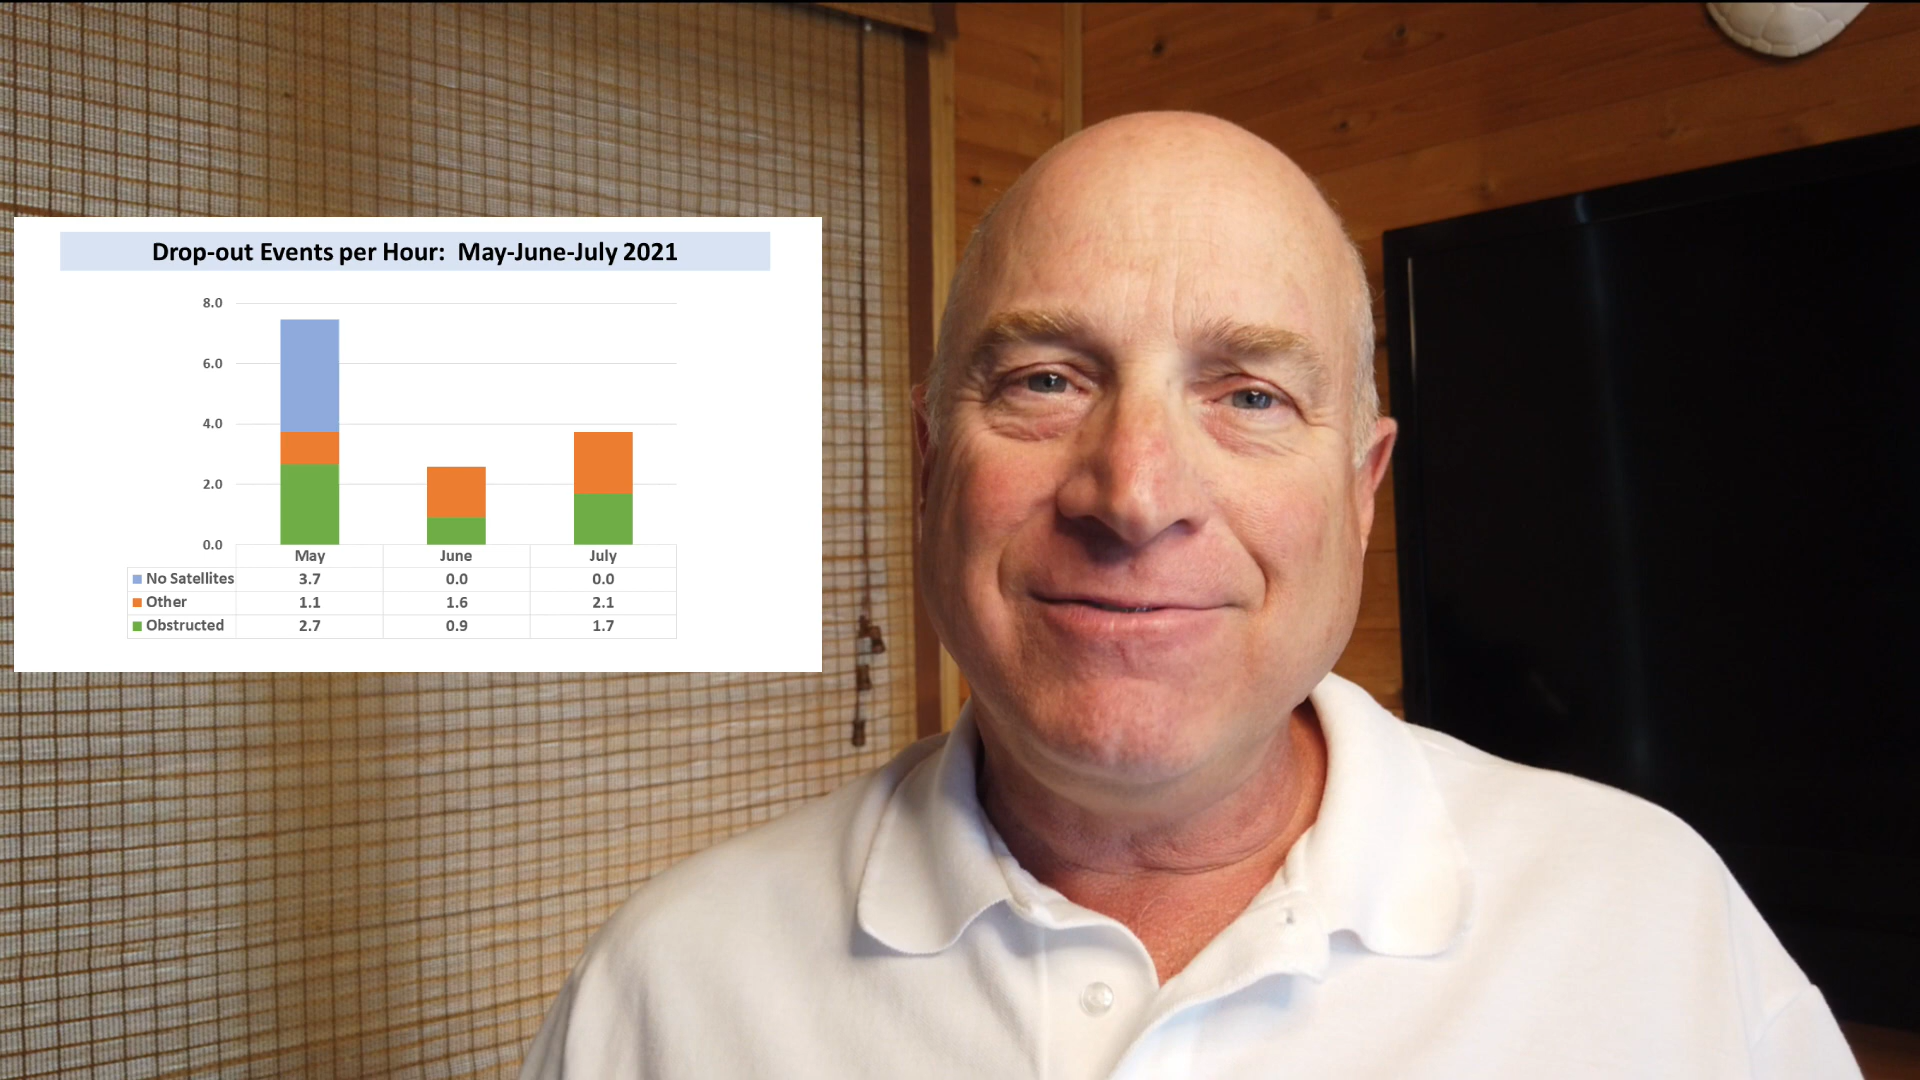 Drop-out Events per Hour: May-June-July 2021
8.0
6.0
4.0
2.0
0.0
May June July
No Satellites 3.7 0.0 0.0
Other 1.1 1.6 2.1
Obstructed 2.7 0.9 1.7